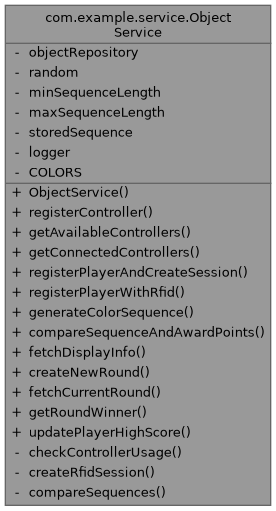 com.example.service.Object
Service
- objectRepository
- random
- minSequenceLength
- maxSequenceLength
- storedSequence
- logger
- COLORS
+ ObjectService()
+ registerController()
+ getAvailableControllers()
+ getConnectedControllers()
+ registerPlayerAndCreateSession()
+ registerPlayerWithRfid()
+ generateColorSequence()
+ compareSequenceAndAwardPoints()
+ fetchDisplayInfo()
+ createNewRound()
+ fetchCurrentRound()
+ getRoundWinner()
+ updatePlayerHighScore()
- checkControllerUsage()
- createRfidSession()
- compareSequences()